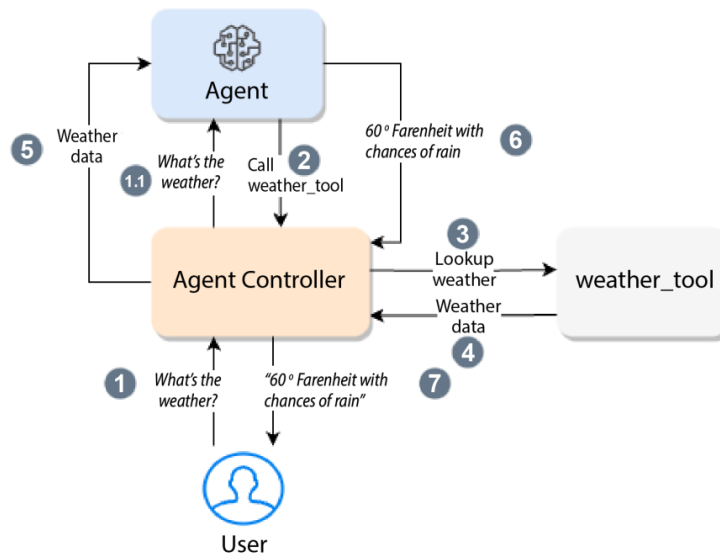 Agent
5
Weather
data
1.1
What's the
weather?
2
Call
weather_tool
60 º Farenheit with
chances of rain
6
Agent Controller
3
Lookup
weather
weather_tool
Weather
data
4
1
What's the
weather?
"60 º Farenheit with
chances of rain"
7
User